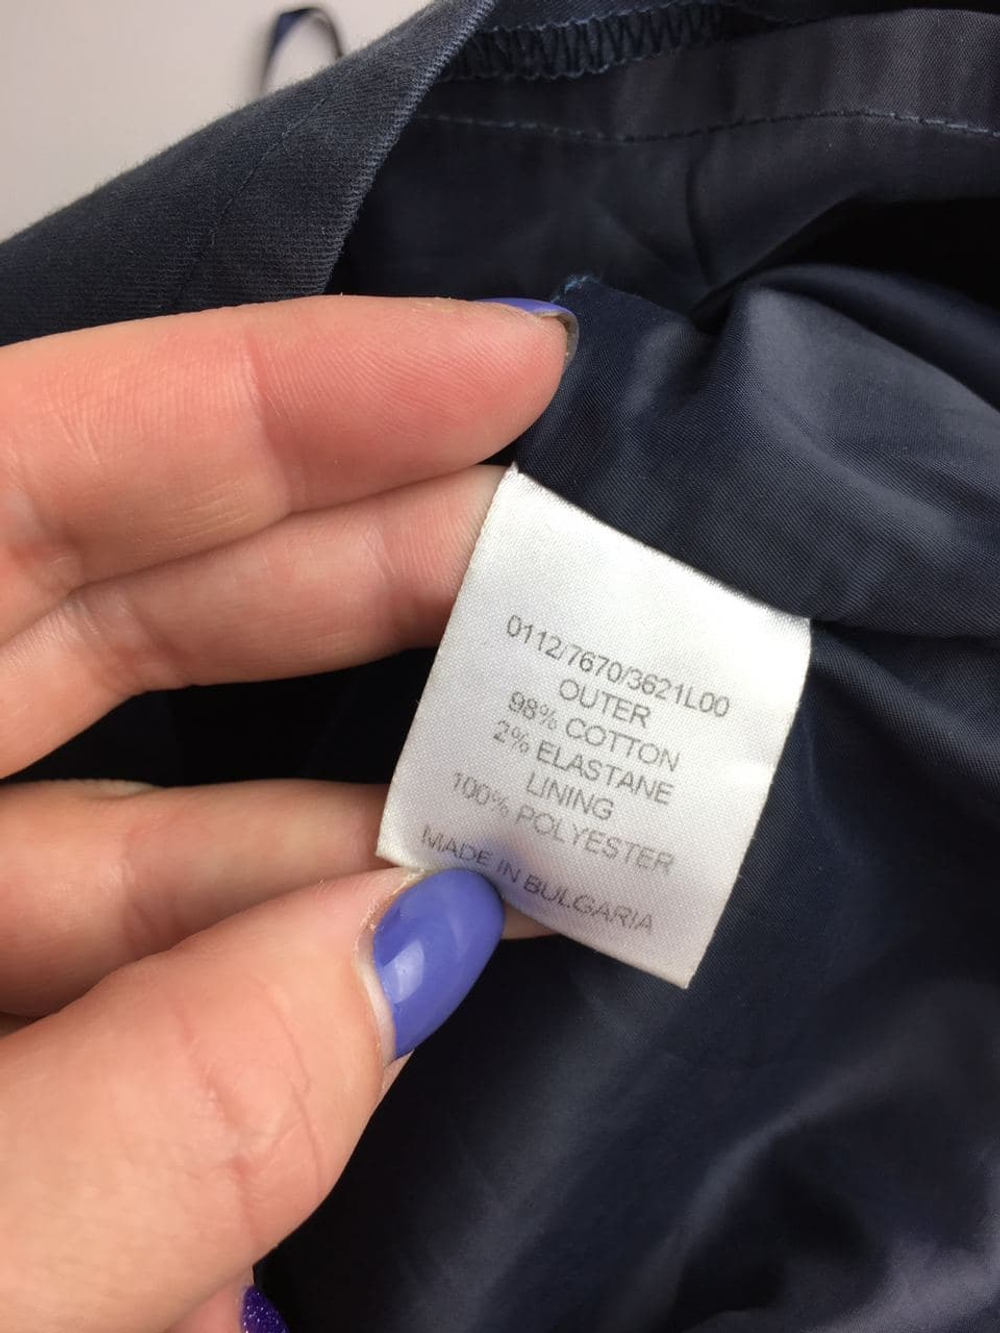 0112/7670/3621L00
OUTER
98% COTTON
2% ELASTANE
LINING
100% POLYESTER
MADE IN BULGARIA